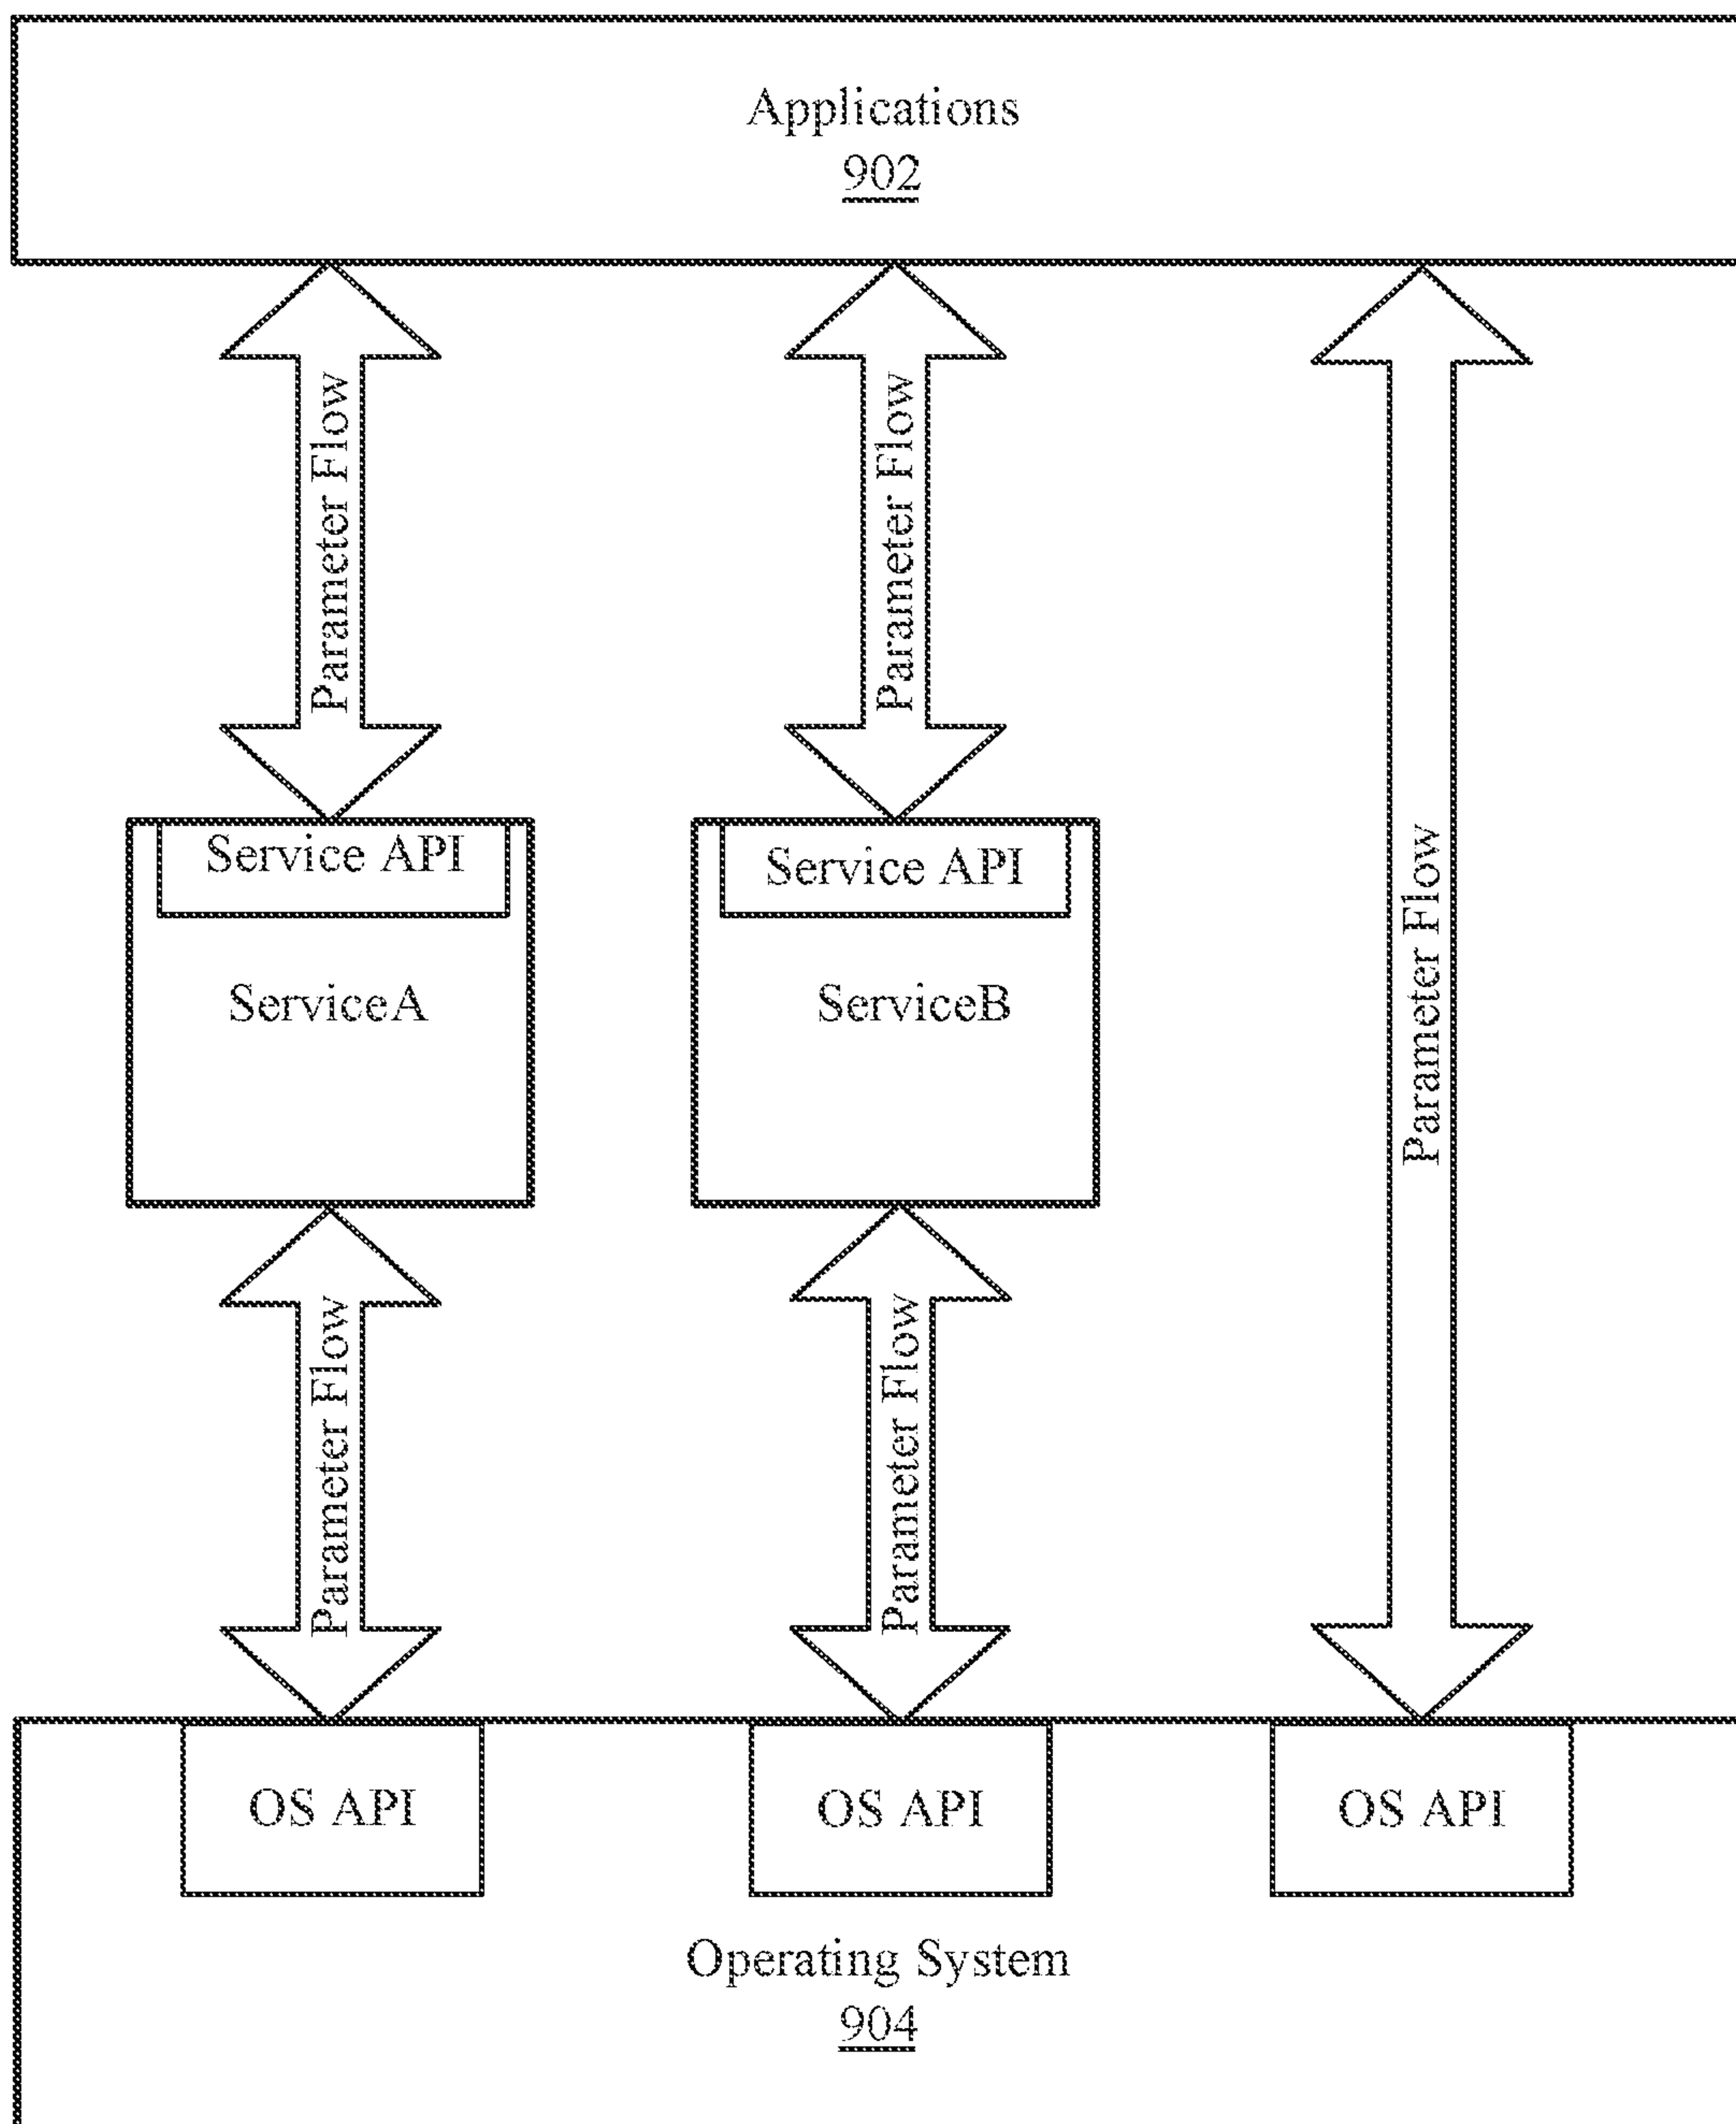 Applications
902
Parameter Flow
Parameter Flow
Parameter Flow
Service API
Service API
ServiceA
ServiceB
Parameter Flow
Parameter Flow
OS API
OS API
OS API
Operating System
904